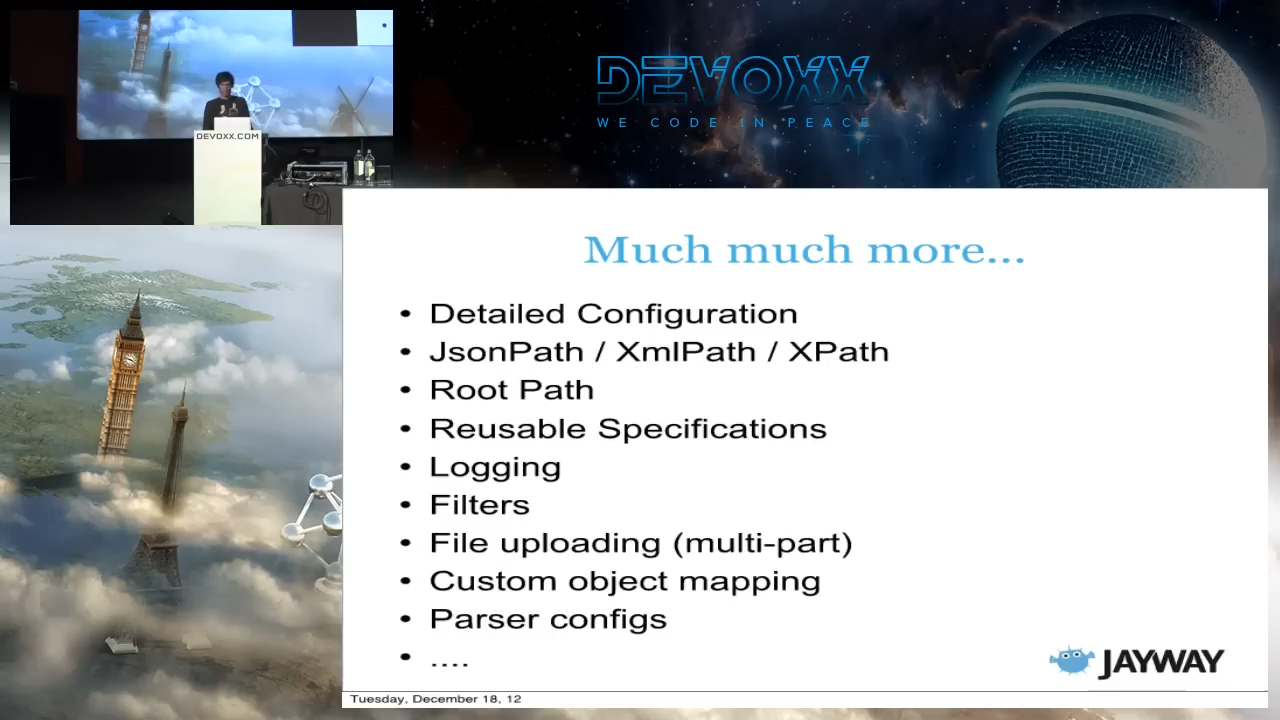 DEVOXX
WE CODE IN PEACE
DEVOXX.COM
Much much more...
• Detailed Configuration
• JsonPath / XmlPath / XPath
• Root Path
• Reusable Specifications
• Logging
• Filters
• File uploading (multi-part)
• Custom object mapping
• Parser configs
• ....
JAYWAY
Tuesday, December 18, 12